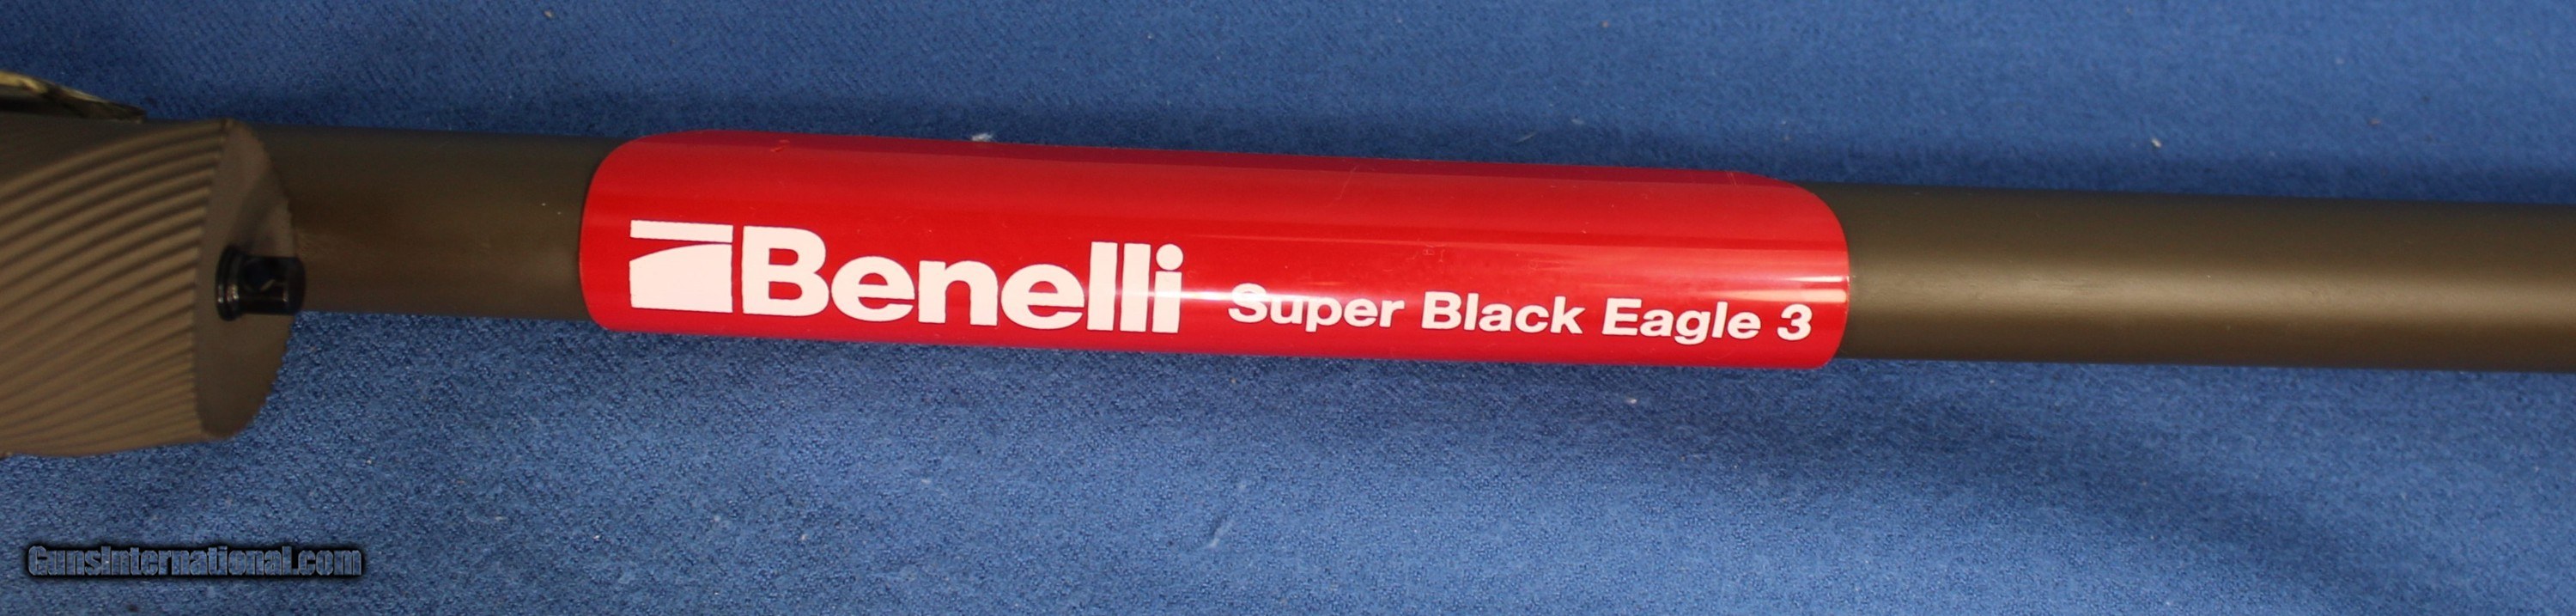 Benelli Super Black Eagle 3
GunsInternational.com